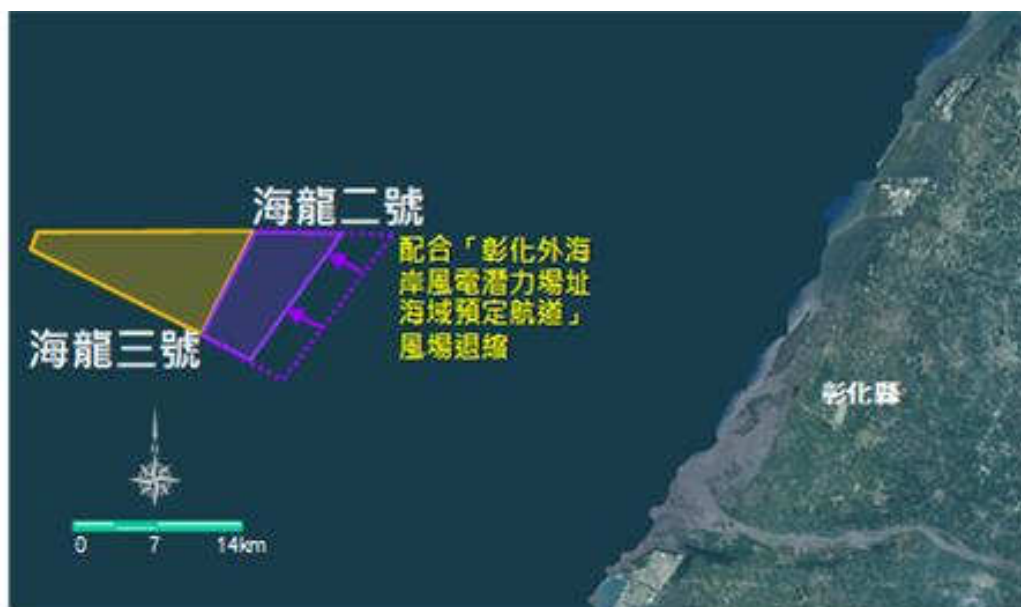 海龍二號
配合「彰化外海
岸風電潛力場址
海域預定航道」
風場退縮
海龍三號
彰化縣
0 7 14km